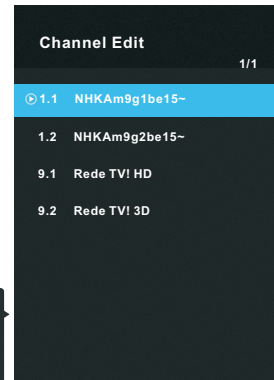 Channel Edit
1/1
1.1 NHKAm9g1be15~
1.2 NHKAm9g2be15~
9.1 Rede TV! HD
9.2 Rede TV! 3D